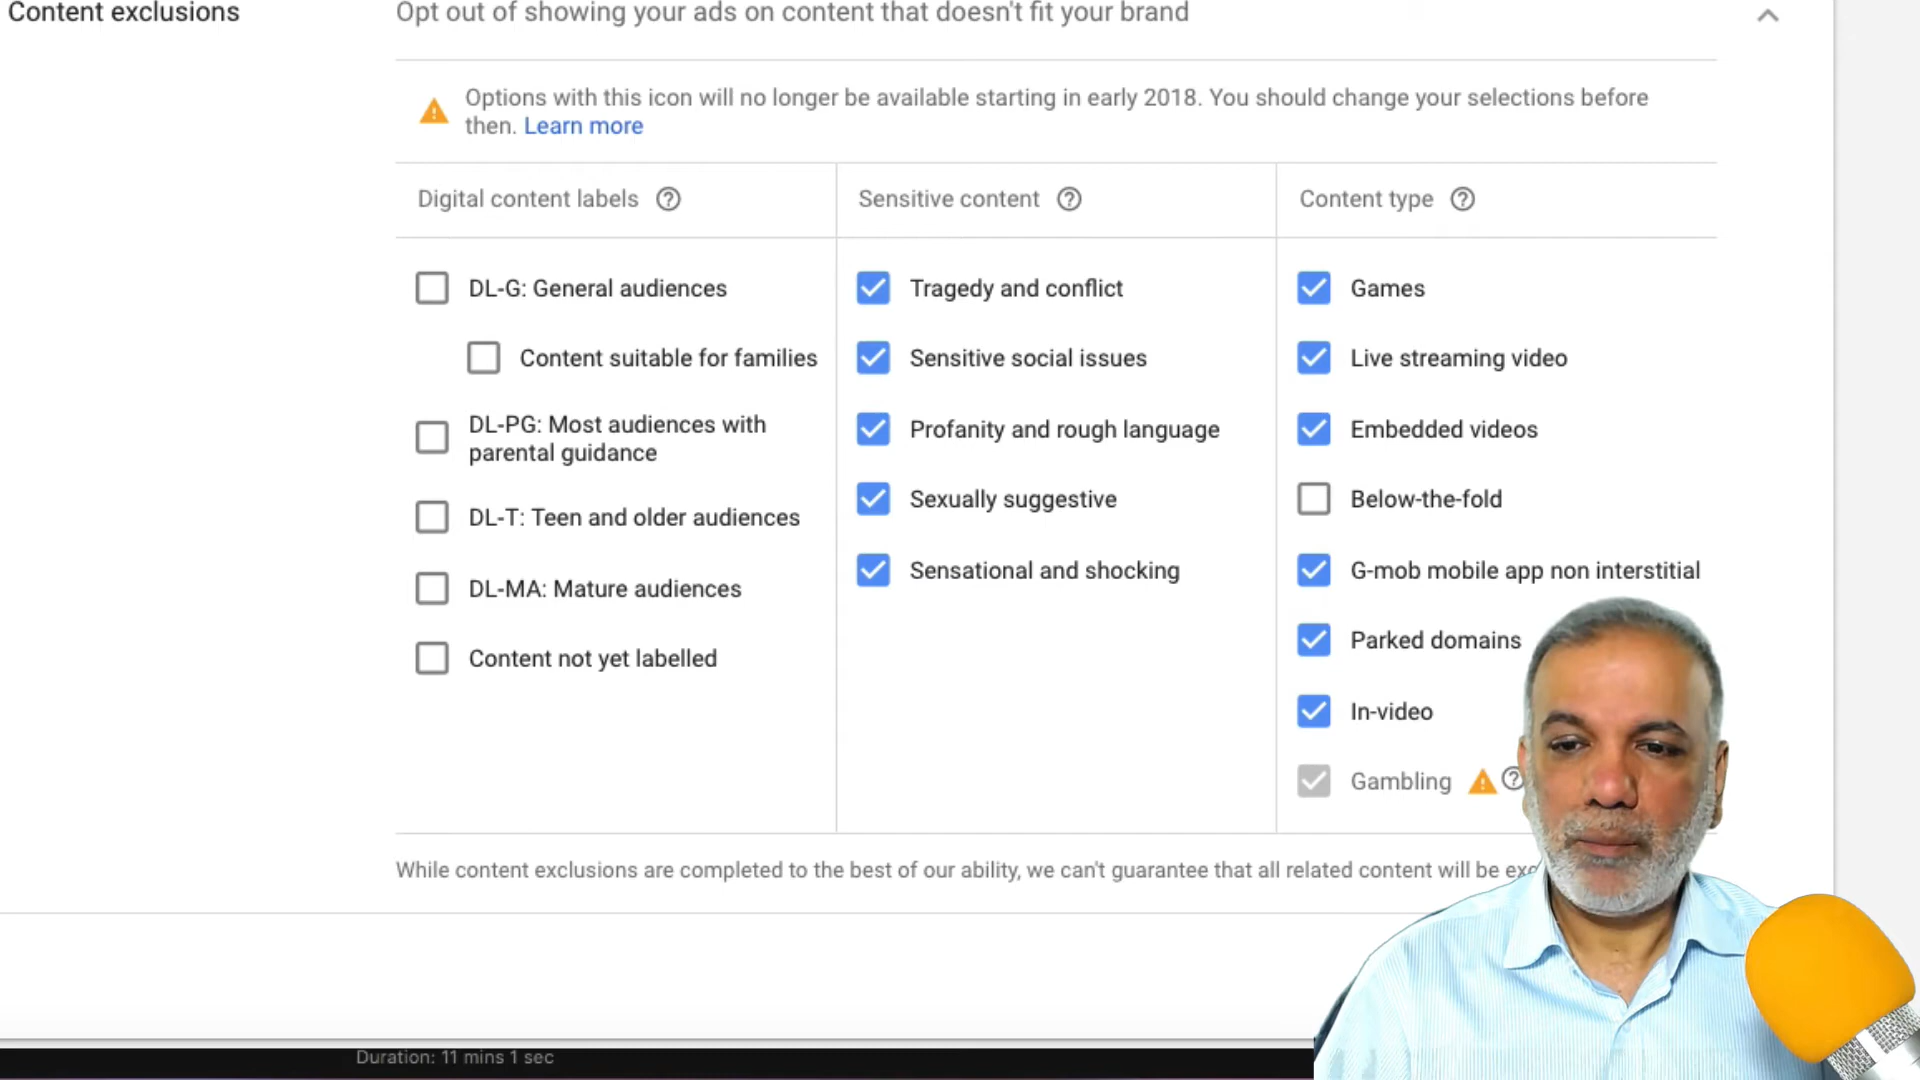 Content exclusions
Opt out of showing your ads on content that doesn't fit your brand
Options with this icon will no longer be available starting in early 2018. You should change your selections before
then. Learn more
Digital content labels
Sensitive content
Content type
DL-G: General audiences
Content suitable for families
DL-PG: Most audiences with
parental guidance
DL-T: Teen and older audiences
DL-MA: Mature audiences
Content not yet labelled
Tragedy and conflict
Sensitive social issues
Profanity and rough language
Sexually suggestive
Sensational and shocking
Games
Live streaming video
Embedded videos
Below-the-fold
G-mob mobile app non interstitial
Parked domains
In-video
Gambling
While content exclusions are completed to the best of our ability, we can't guarantee that all related content will be
Duration: 11 mins 1 sec